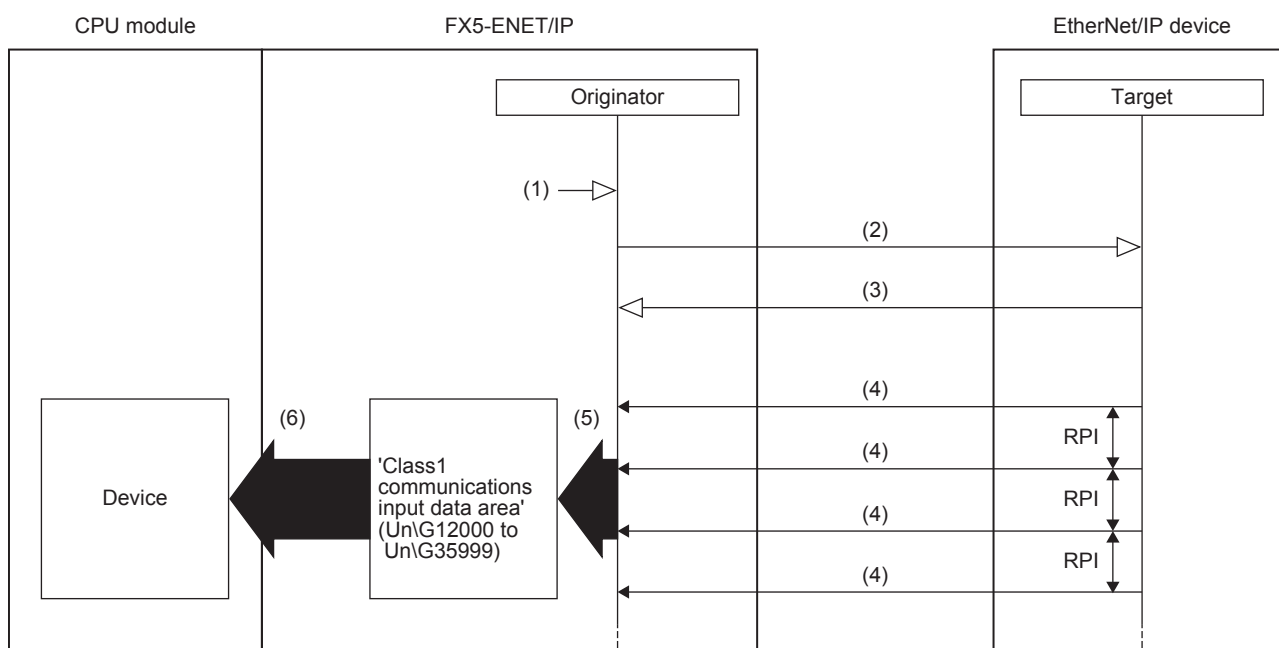 CPU module
FX5-ENET/IP
EtherNet/IP device
Originator
Target
(1)
(2)
(3)
(4)
(6)
(5)
RPI
(4)
'Class1
communications
input data area'
(Un\G12000 to
Un\G35999)
Device
RPI
(4)
RPI
(4)